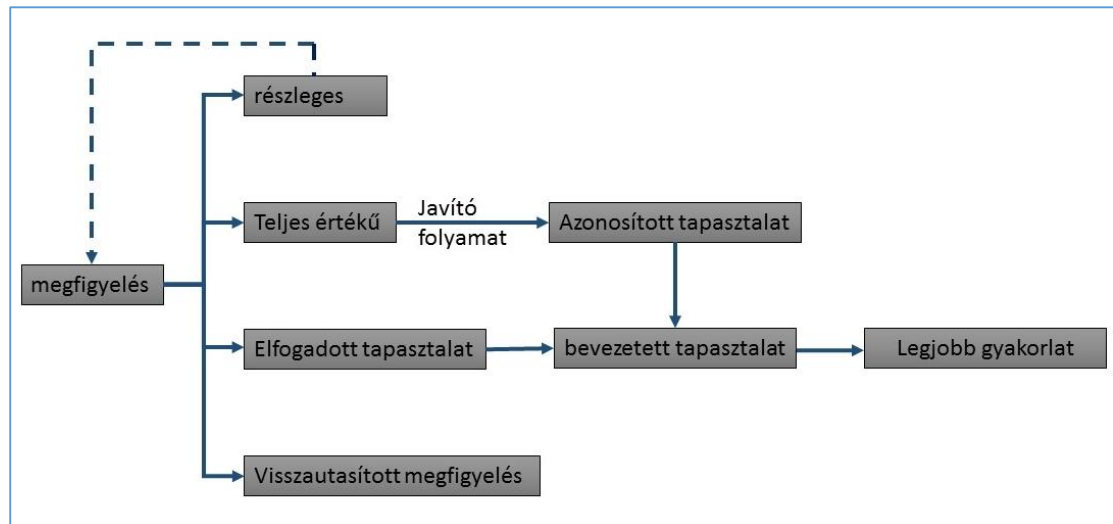 részleges
Teljes értékű
Javító
folyamat
Azonosított tapasztalat
megfigyelés
Elfogadott tapasztalat
bevezetett tapasztalat
Legjobb gyakorlat
Visszautasított megfigyelés